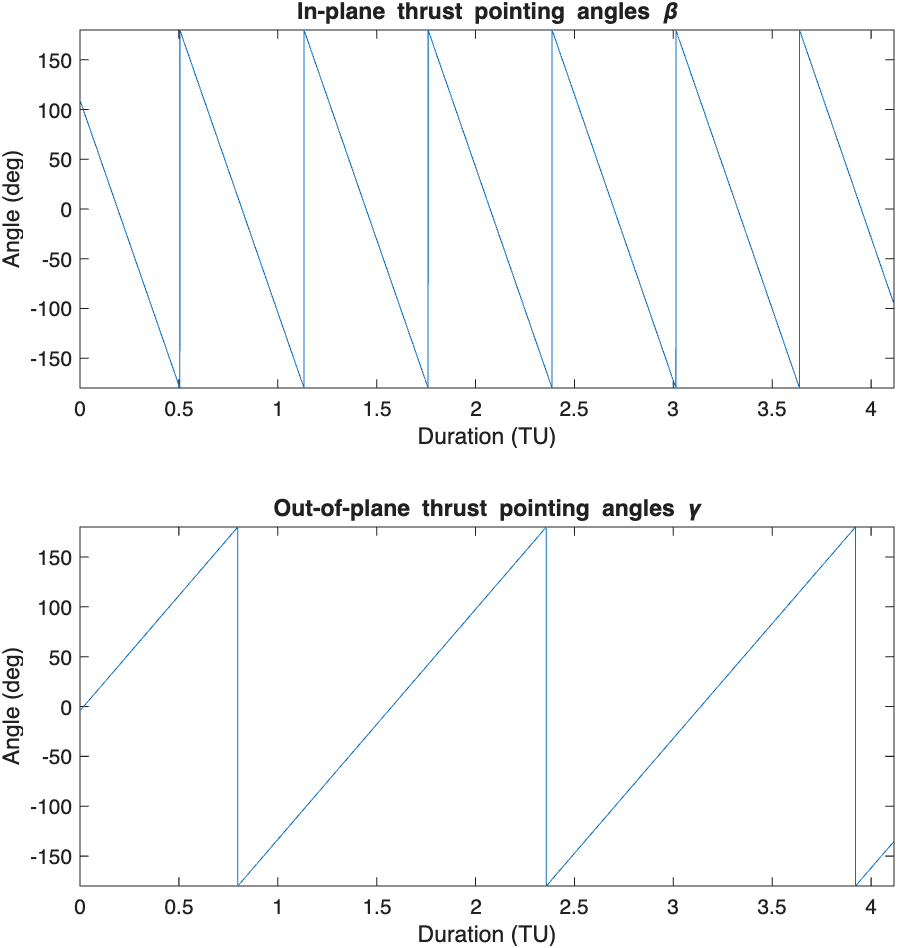 In-plane thrust pointing angles β
150
100
50
0
-50
-100
-150
Angle (deg)
0 0.5 1 1.5 2 2.5 3 3.5 4
Duration (TU)
Out-of-plane thrust pointing angles γ
150
100
50
0
-50
-100
-150
Angle (deg)
0 0.5 1 1.5 2 2.5 3 3.5 4
Duration (TU)